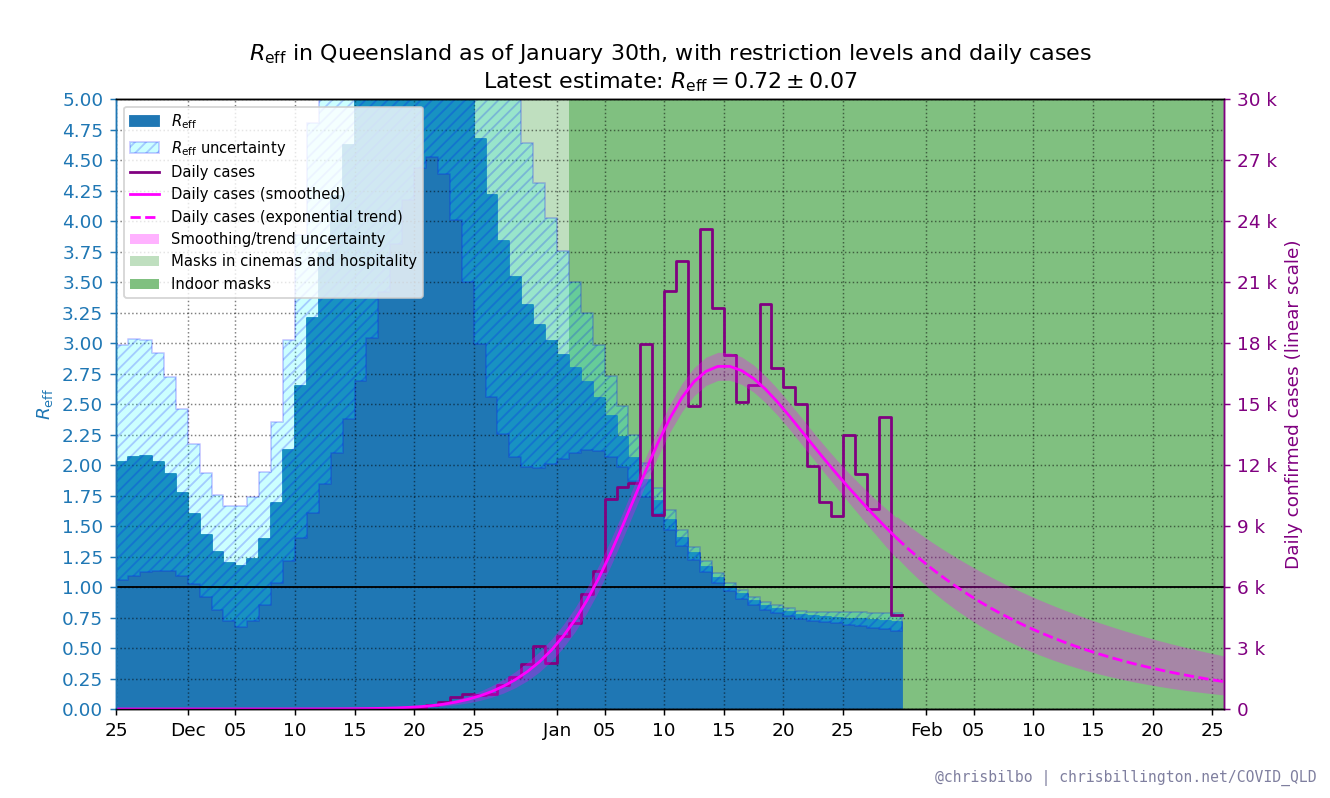 Reff in Queensland as of January 30th, with restriction levels and daily cases
Latest estimate: Reff = 0.72 ± 0.07
Reff
Reff uncertainty
Daily cases
Daily cases (smoothed)
Daily cases (exponential trend)
Smoothing/trend uncertainty
Masks in cinemas and hospitality
Indoor masks
5.00
4.75
4.50
4.25
4.00
3.75
3.50
3.25
3.00
2.75
2.50
2.25
2.00
1.75
1.50
1.25
1.00
0.75
0.50
0.25
0.00
Reff
30 k
27 k
24 k
21 k
18 k
15 k
12 k
9 k
6 k
3 k
0
Daily confirmed cases (linear scale)
25 Dec 05 10 15 20 25 Jan 05 10 15 20 25 Feb 05 10 15 20 25
@chrisbilbo | chrisbillington.net/COVID_QLD